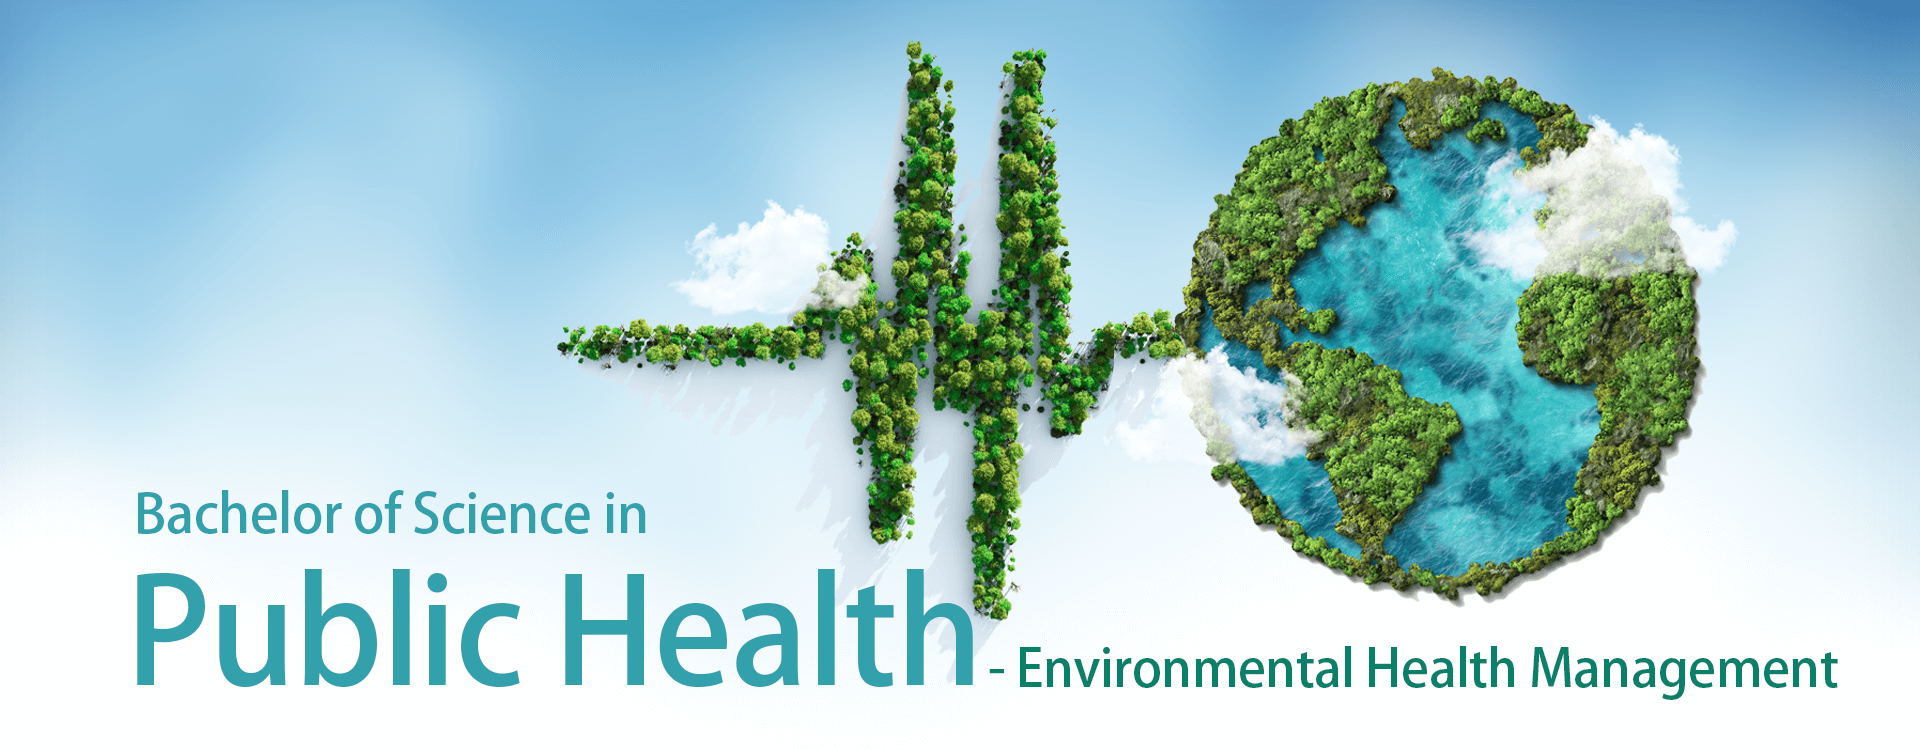 Bachelor of Science in
Public Health - Environmental Health Management